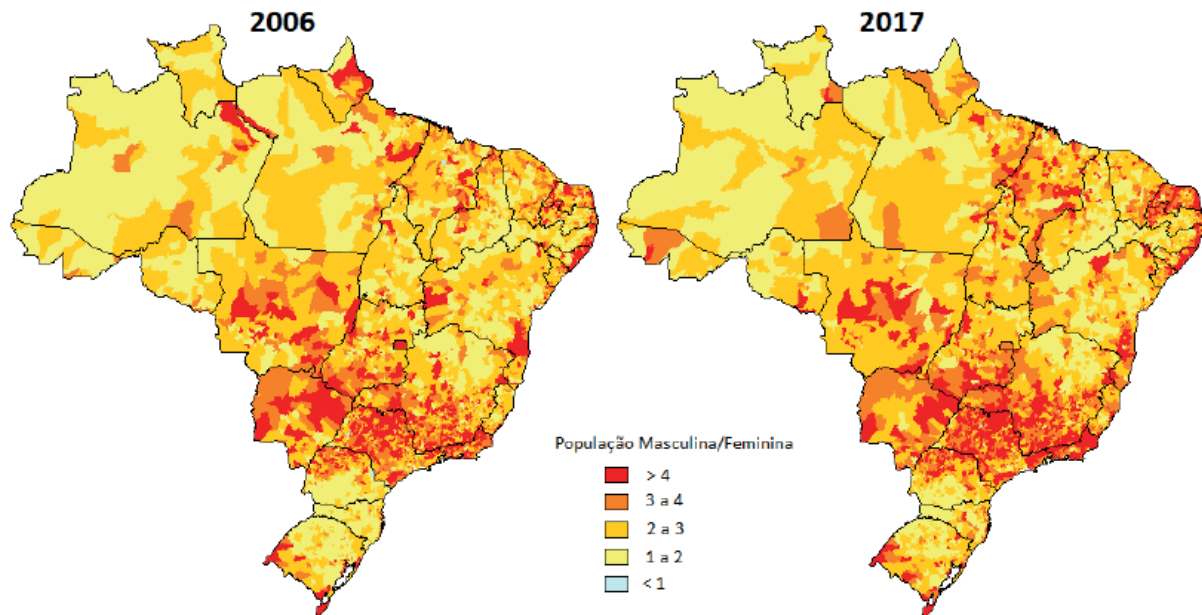 2006
2017
População Masculina/Feminina
> 4
3 a 4
2 a 3
1 a 2
< 1